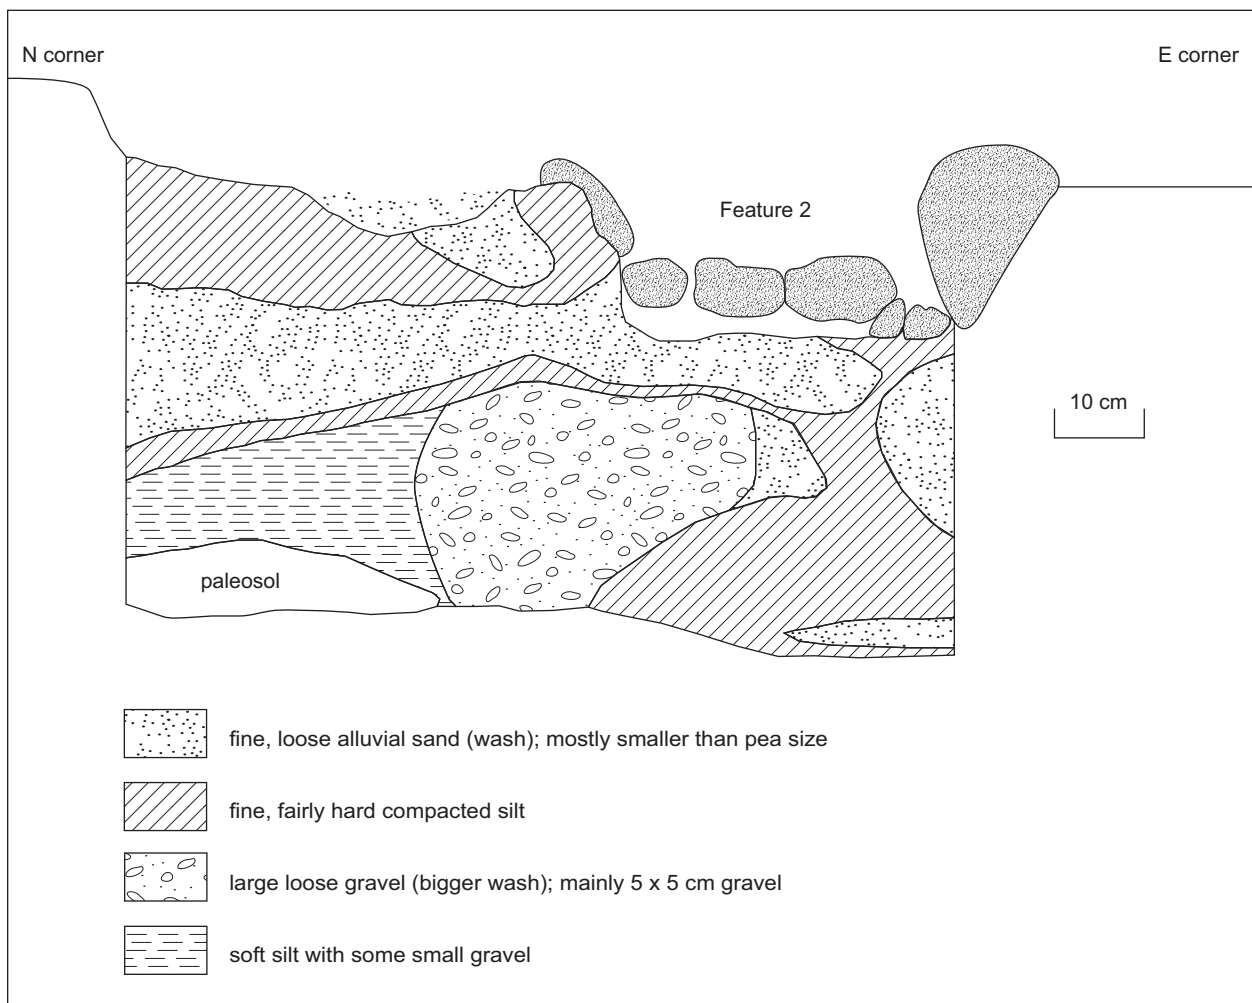 N corner
E corner
Feature 2
10 cm
paleosol
fine, loose alluvial sand (wash); mostly smaller than pea size
fine, fairly hard compacted silt
large loose gravel (bigger wash); mainly 5 x 5 cm gravel
soft silt with some small gravel